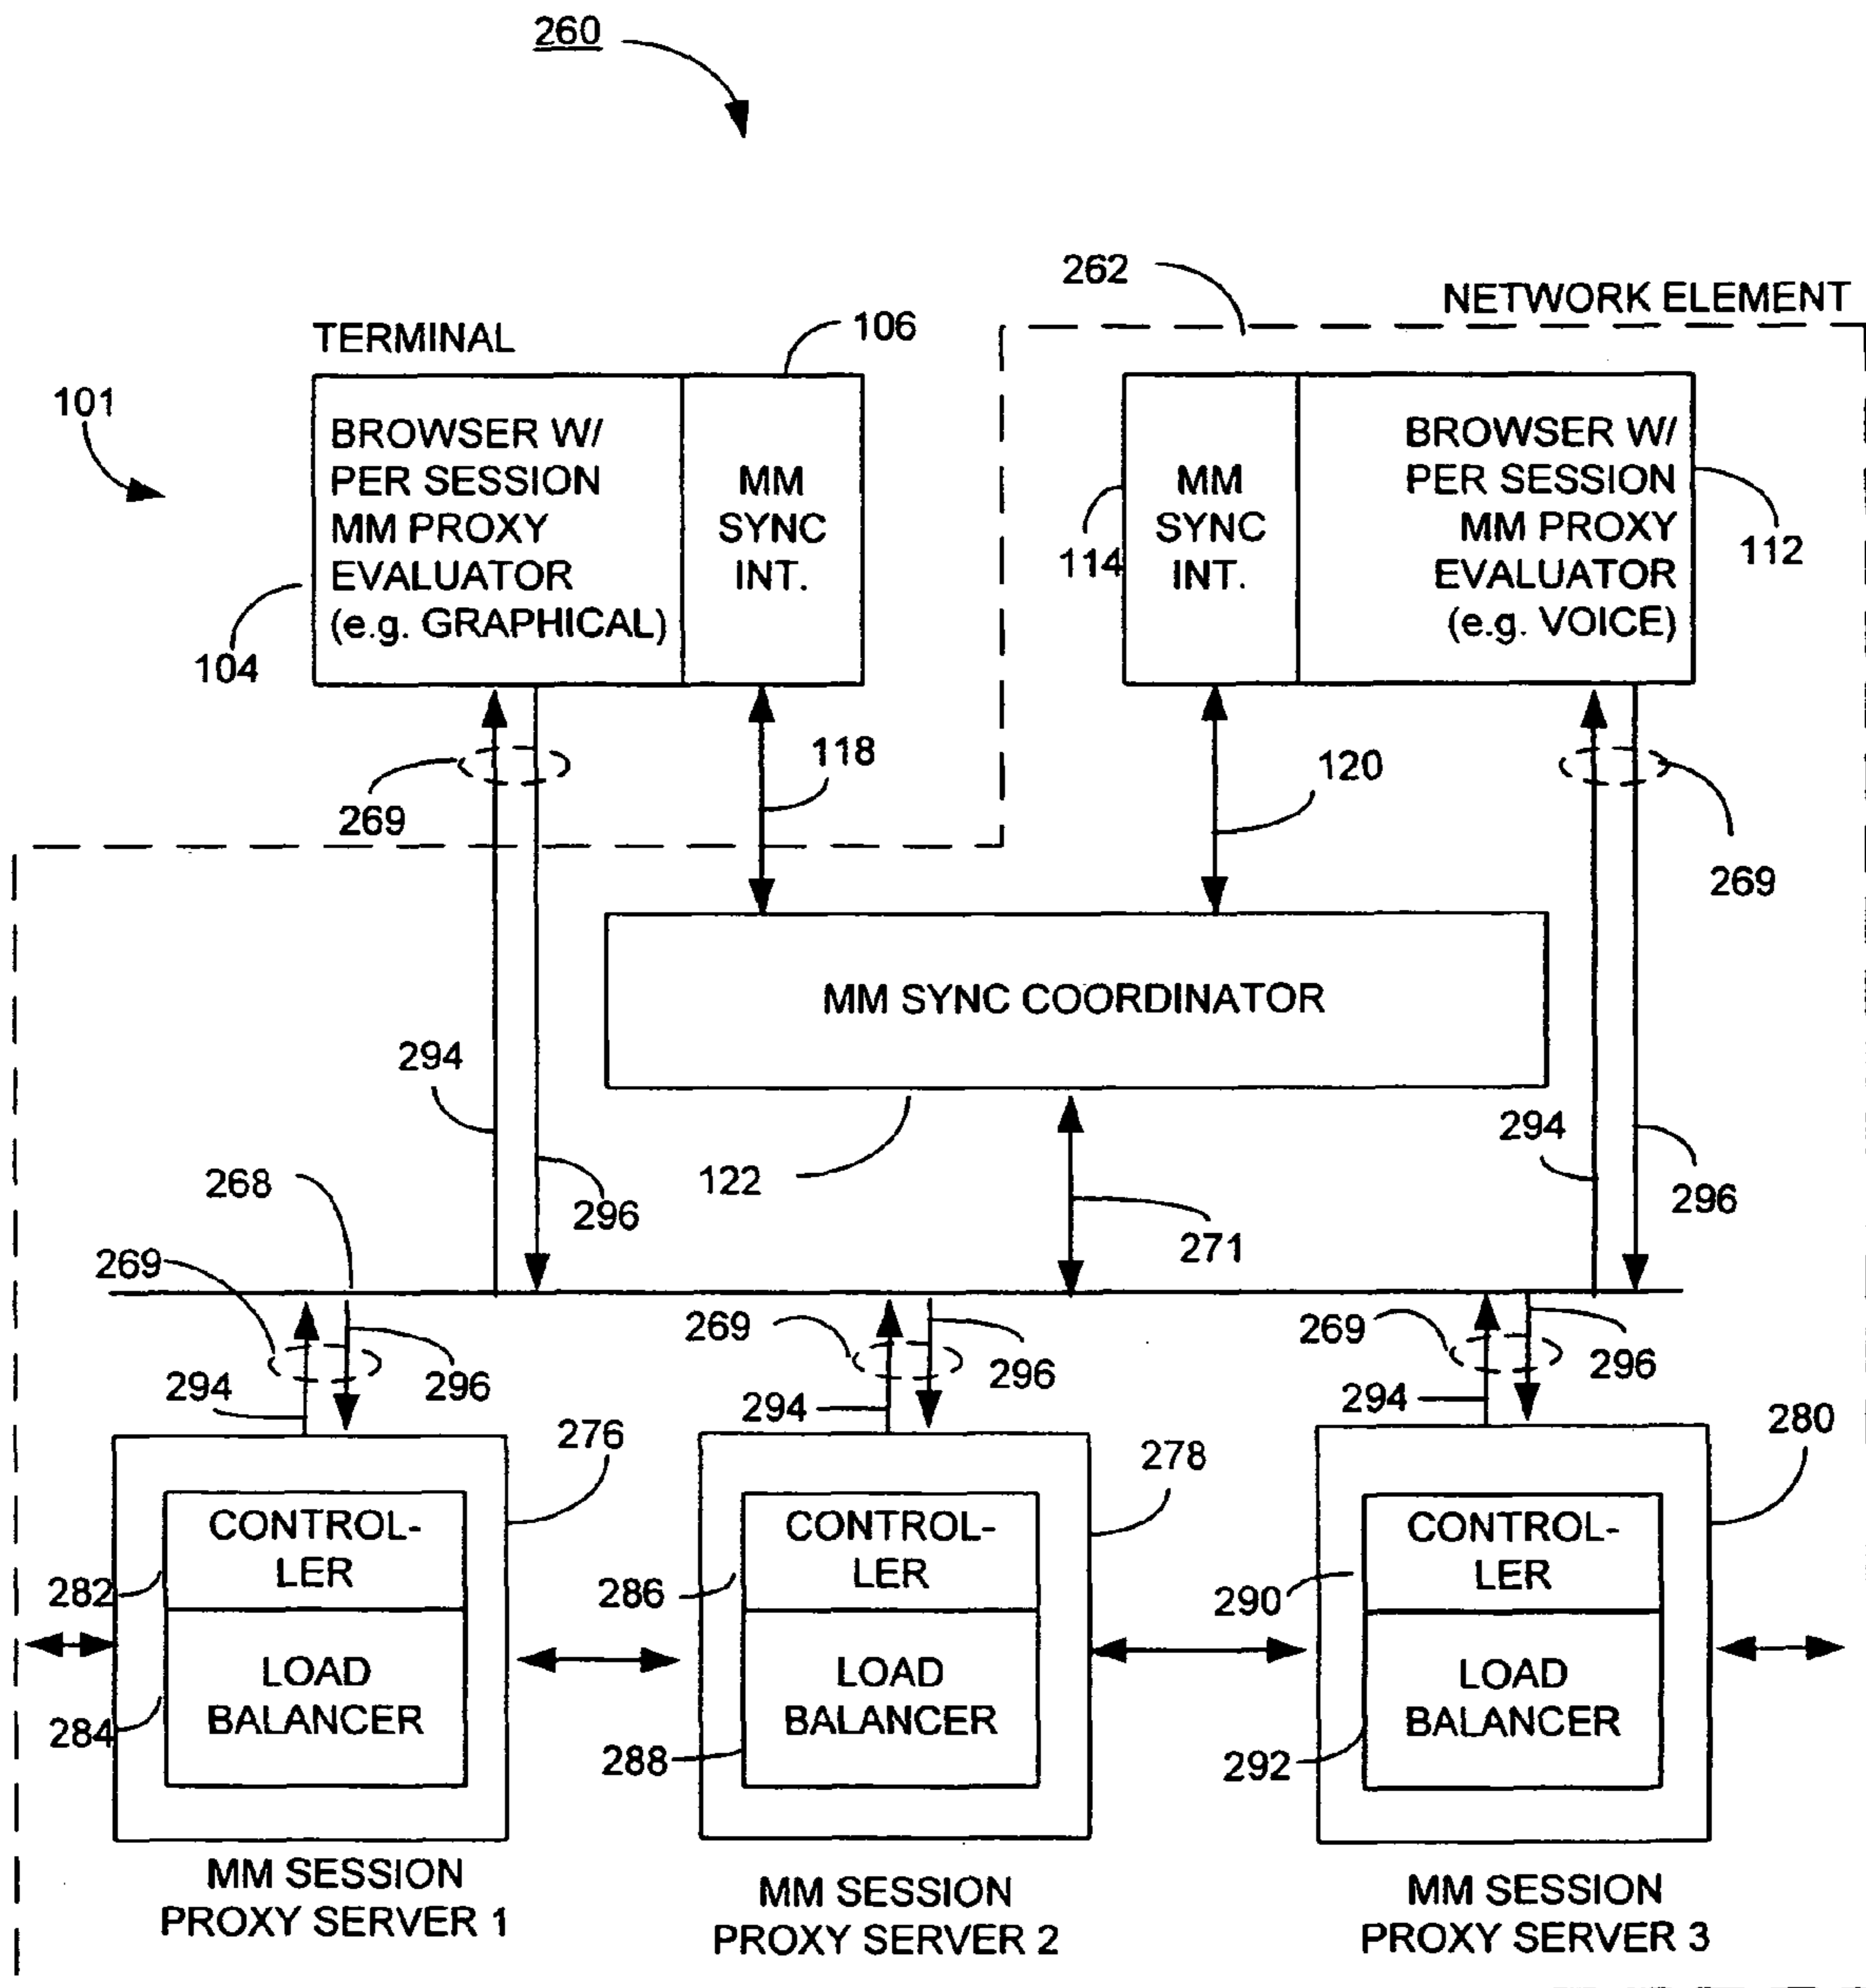 260
262
NETWORK ELEMENT
TERMINAL
106
101
BROWSER W/
PER SESSION
MM PROXY
EVALUATOR
(e.g. GRAPHICAL)
MM
SYNC
INT.
MM
SYNC
INT.
BROWSER W/
PER SESSION
MM PROXY
EVALUATOR
(e.g. VOICE)
114
112
104
118
120
269
269
MM SYNC COORDINATOR
294
294
268
122
296
296
271
269
269
269
294
296
294
296
294
296
276
278
280
CONTROL-
LER
CONTROL-
LER
CONTROL-
LER
282
286
290
LOAD
BALANCER
LOAD
BALANCER
LOAD
BALANCER
284
288
292
MM SESSION
PROXY SERVER 1
MM SESSION
PROXY SERVER 2
MM SESSION
PROXY SERVER 3